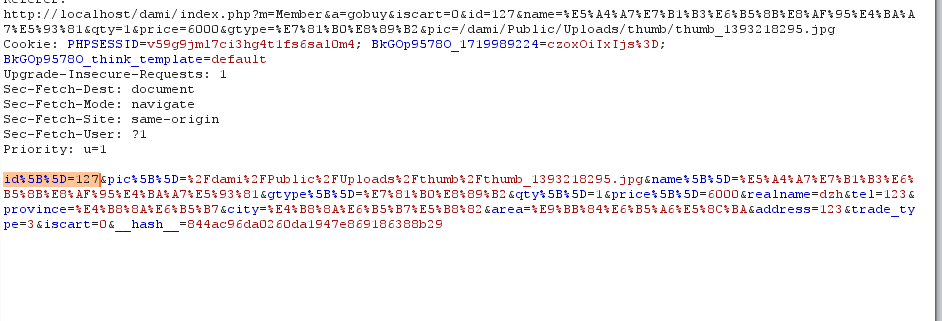 Referer:
http://localhost/dami/index.php?m=Member&a=gobuy&iscart=0&id=127&name=%E5%A4%A7%E7%B1%B3%E6%B5%8B%E8%AF%95%E4%BA%A
7%E5%93%81&qty=1&price=6000&gtype=%E7%81%B0%E8%89%B2&pic=/dami/Public/Uploads/thumb/thumb_1393218295.jpg
Cookie: PHPSESSID=v59g9jml7ci3hg4t1fs6sal0m4; BkGOp9578O_1719989224=czoxOiIxIjs%3D;
BkGOp9578O_think_template=default
Upgrade-Insecure-Requests: 1
Sec-Fetch-Dest: document
Sec-Fetch-Mode: navigate
Sec-Fetch-Site: same-origin
Sec-Fetch-User: ?1
Priority: u=1
id%5B%5D=127&pic%5B%5D=%2Fdami%2FPublic%2FUploads%2Fthumb%2Fthumb_1393218295.jpg&name%5B%5D=%E5%A4%A7%E7%B1%B3%E6%
B5%8B%E8%AF%95%E4%BA%A7%E5%93%81&gtype%5B%5D=%E7%81%B0%E8%89%B2&qty%5B%5D=1&price%5B%5D=6000&realname=dzh&tel=123&
province=%E4%B8%8A%E6%B5%B7&city=%E4%B8%8A%E6%B5%B7%E5%B8%82&area=%E9%BB%84%E6%B5%A6%E5%8C%BA&address=123&trade_ty
pe=3&iscart=0&__hash__=844ac96da0260da1947e869186388b29